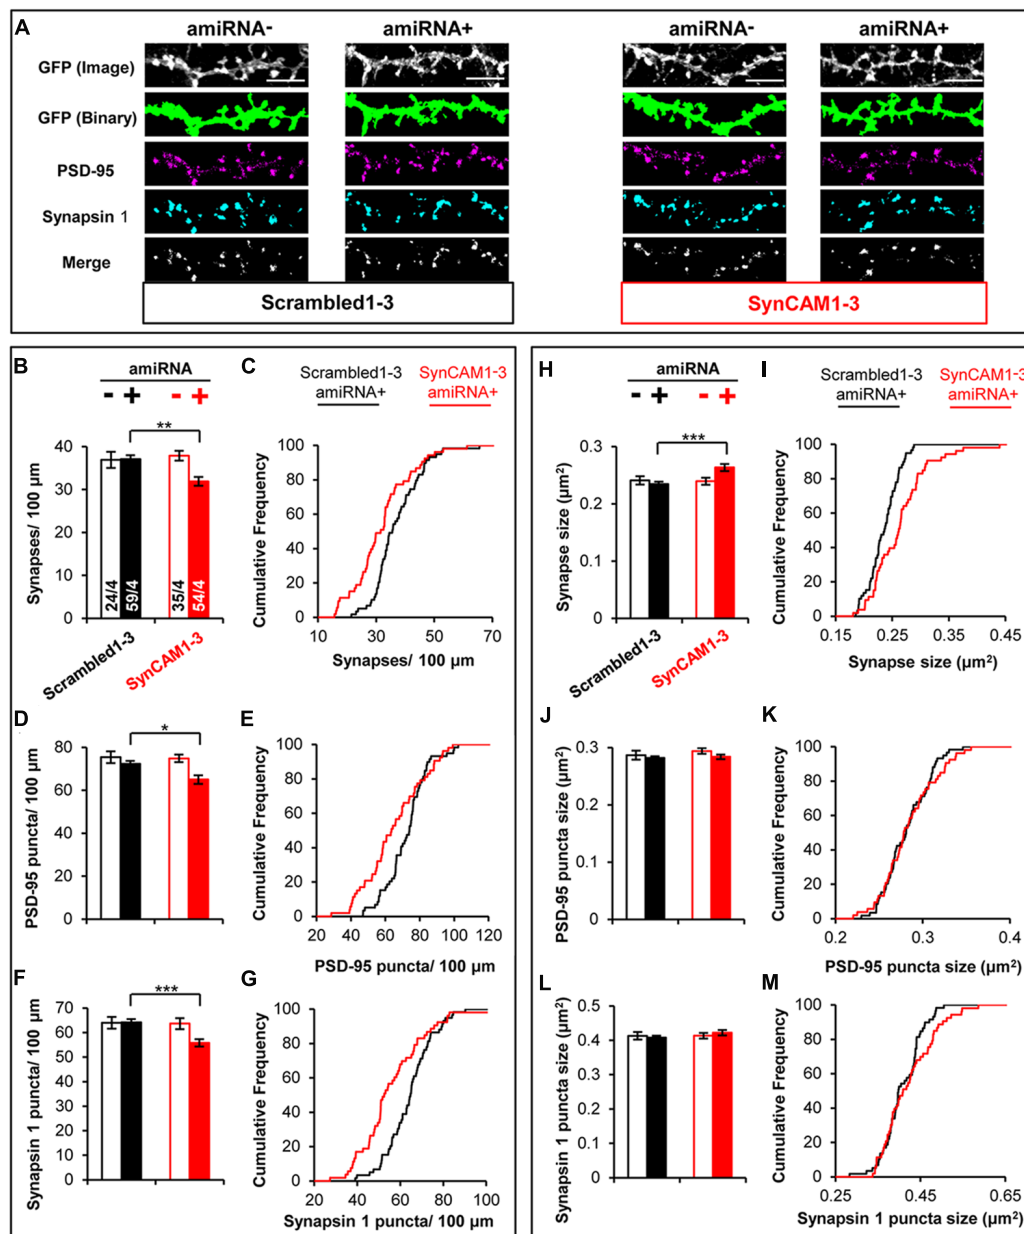 A
amiRNA- amiRNA+ amiRNA- amiRNA+
GFP (Image)
GFP (Binary)
PSD-95
Synapsin 1
Merge
Scrambled1-3 SynCAM1-3
B
amiRNA
- + - +
**
Synapses/ 100 µm
40
30
20
10
0
24/4 59/4 35/4 54/4
Scrambled1-3 SynCAM1-3
C
Scrambled1-3 SynCAM1-3
amiRNA+ amiRNA+
Cumulative Frequency
100
80
60
40
20
0
10 30 50 70
Synapses/ 100 µm
D
*
PSD-95 puncta/ 100 µm
80
60
40
20
0
E
Cumulative Frequency
100
80
60
40
20
0
20 40 60 80 100 120
PSD-95 puncta/ 100 µm
F
***
Synapsin 1 puncta/ 100 µm
70
60
50
40
30
20
10
0
G
Cumulative Frequency
100
80
60
40
20
0
20 40 60 80 100
Synapsin 1 puncta/ 100 µm
H
amiRNA
- + - +
***
Synapse size (µm²)
0.3
0.2
0.1
0
Scrambled1-3 SynCAM1-3
I
Scrambled1-3 SynCAM1-3
amiRNA+ amiRNA+
Cumulative Frequency
100
80
60
40
20
0
0.15 0.25 0.35 0.45
Synapse size (µm²)
J
PSD-95 puncta size (µm²)
0.3
0.2
0.1
0
K
Cumulative Frequency
100
80
60
40
20
0
0.2 0.3 0.4
PSD-95 puncta size (µm²)
L
Synapsin 1 puncta size (µm²)
0.5
0.4
0.3
0.2
0.1
0
M
Cumulative Frequency
100
80
60
40
20
0
0.25 0.45 0.65
Synapsin 1 puncta size (µm²)